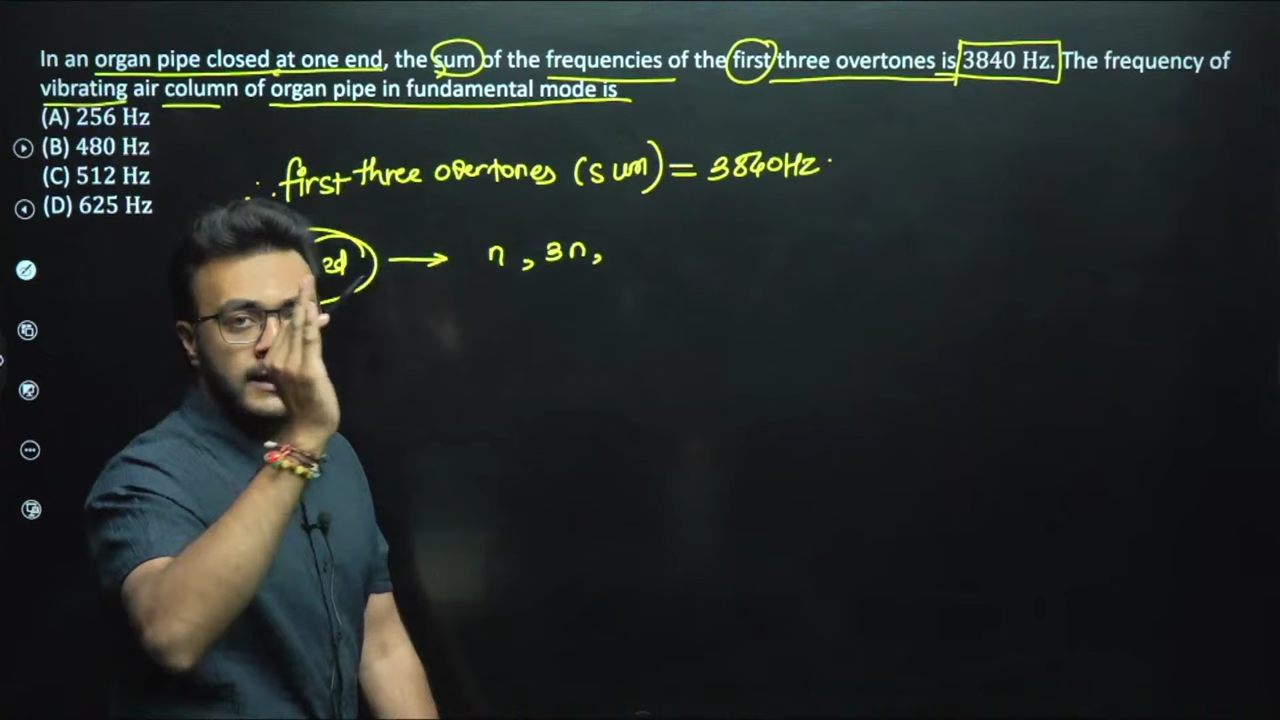 In an organ pipe closed at one end, the sum of the frequencies of the first three overtones is 3840 Hz. The frequency of
vibrating air column of organ pipe in fundamental mode is
(A) 256 Hz
(B) 480 Hz
(C) 512 Hz
(D) 625 Hz
∴ first three overtones (sum) = 3840Hz.
→ n, 3n,